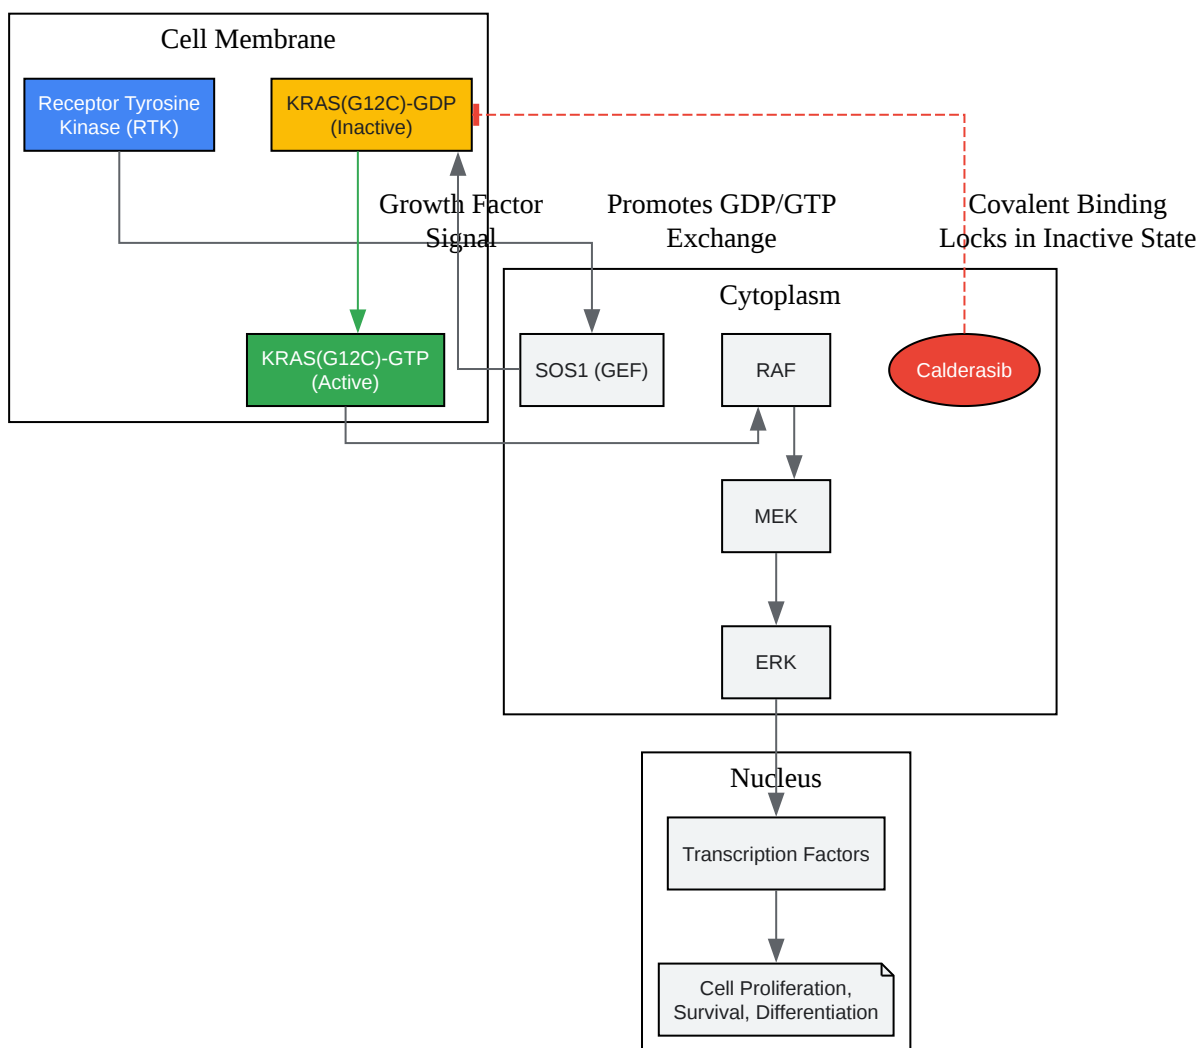 Cell Membrane
Receptor Tyrosine
Kinase (RTK)
KRAS(G12C)-GDP
(Inactive)
Growth Factor
Signal
Promotes GDP/GTP
Exchange
Covalent Binding
Locks in Inactive State
Cytoplasm
KRAS(G12C)-GTP
(Active)
SOS1 (GEF)
RAF
Calderasib
MEK
ERK
Nucleus
Transcription Factors
Cell Proliferation,
Survival, Differentiation